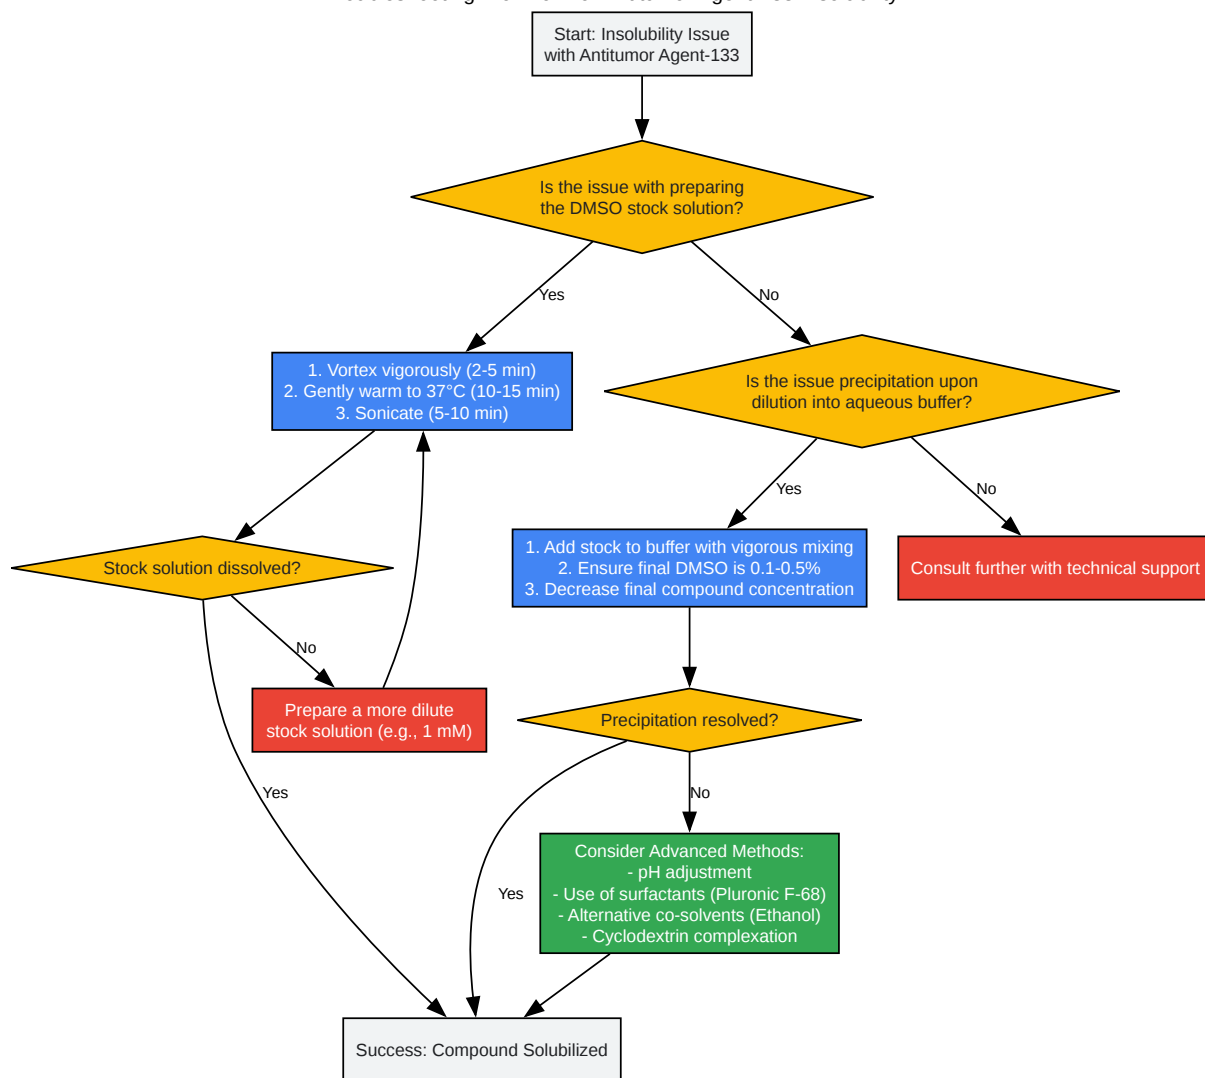 Start: Insolubility Issue
with Antitumor Agent-133
Is the issue with preparing
the DMSO stock solution?
Yes
No
1. Vortex vigorously (2-5 min)
2. Gently warm to 37°C (10-15 min)
3. Sonicate (5-10 min)
Is the issue precipitation upon
dilution into aqueous buffer?
Yes
No
Stock solution dissolved?
1. Add stock to buffer with vigorous mixing
2. Ensure final DMSO is 0.1-0.5%
3. Decrease final compound concentration
Consult further with technical support
No
Prepare a more dilute
stock solution (e.g., 1 mM)
Precipitation resolved?
Yes
No
Consider Advanced Methods:
- pH adjustment
- Use of surfactants (Pluronic F-68)
- Alternative co-solvents (Ethanol)
- Cyclodextrin complexation
Yes
Success: Compound Solubilized